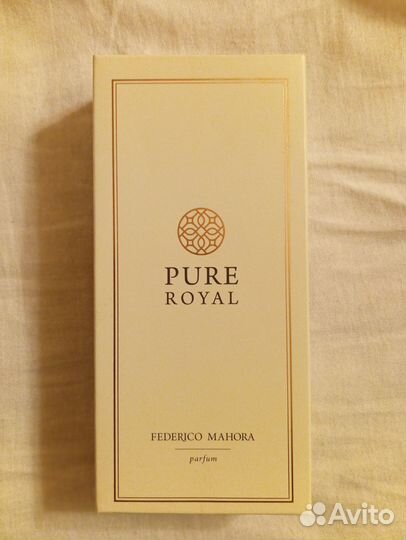 PURE
ROYAL
FEDERICO MAHORA
parfum
Avito